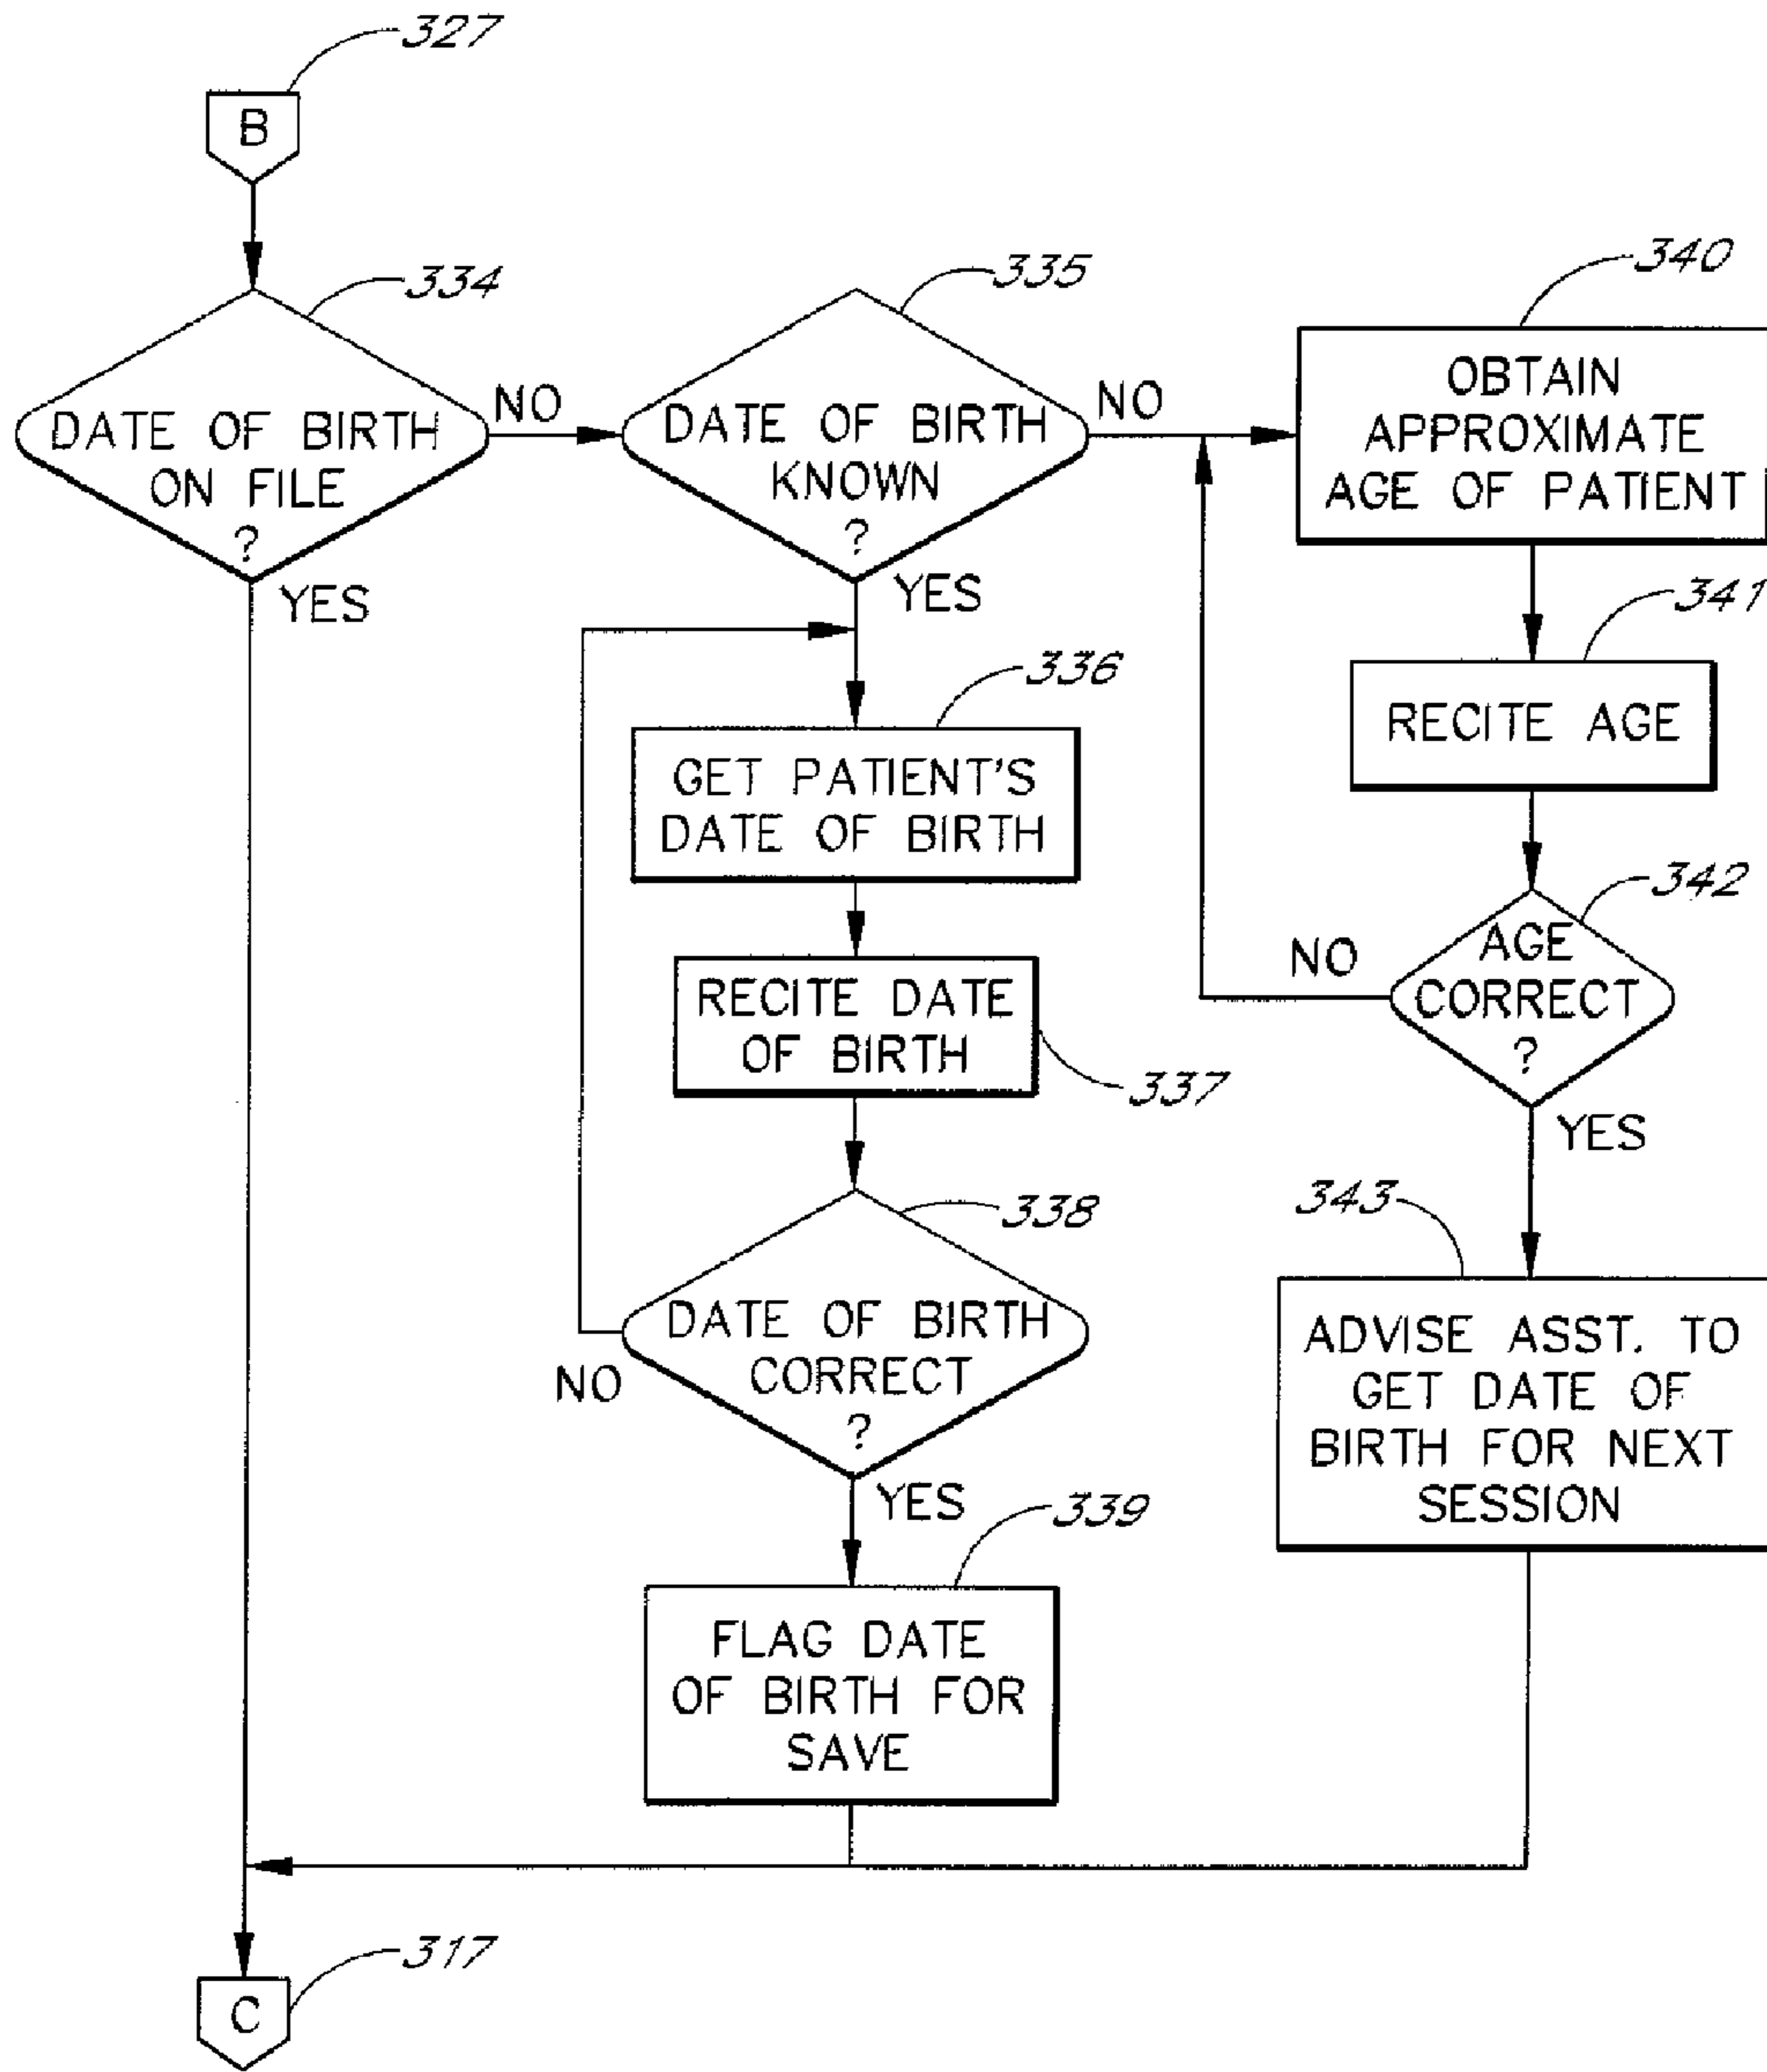 327
B
334
DATE OF BIRTH
ON FILE
?
NO
YES
335
DATE OF BIRTH
KNOWN
?
NO
YES
340
OBTAIN
APPROXIMATE
AGE OF PATIENT
341
RECITE AGE
336
GET PATIENT'S
DATE OF BIRTH
342
AGE
CORRECT
?
NO
YES
RECITE DATE
OF BIRTH
337
338
DATE OF BIRTH
CORRECT
?
NO
YES
343
ADVISE ASST. TO
GET DATE OF
BIRTH FOR NEXT
SESSION
339
FLAG DATE
OF BIRTH FOR
SAVE
317
C